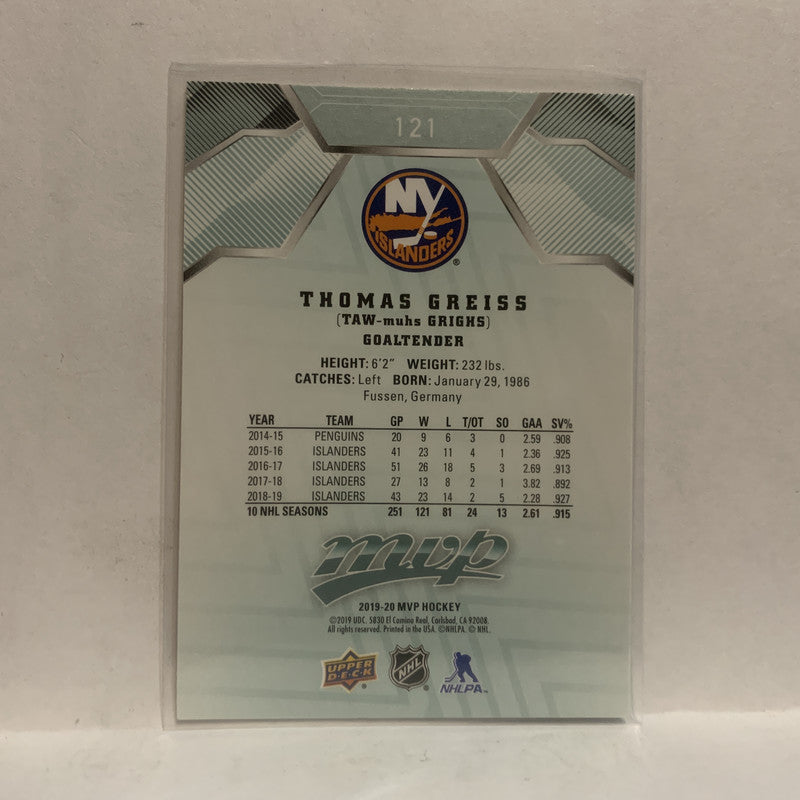 121
NY
ISLANDERS
®
THOMAS GREISS
(TAW-muhs GRIGHS)
GOALTENDER
HEIGHT: 6'2" WEIGHT: 232 lbs.
CATCHES: Left BORN: January 29, 1986
Fussen, Germany
YEAR TEAM GP W L T/OT SO GAA SV%
2014-15 PENGUINS 20 9 6 3 0 2.59 .908
2015-16 ISLANDERS 41 23 11 4 1 2.36 .925
2016-17 ISLANDERS 51 26 18 5 3 2.69 .913
2017-18 ISLANDERS 27 13 8 2 1 3.82 .892
2018-19 ISLANDERS 43 23 14 2 5 2.28 .927
10 NHL SEASONS 251 121 81 24 13 2.61 .915
mvp
2019-20 MVP HOCKEY
©2019 UDC. 5830 El Camino Real, Carlsbad, CA 92008.
All rights reserved. Printed in the USA. ©NHLPA. © NHL.
UPPER DECK® NHL® NHLPA™